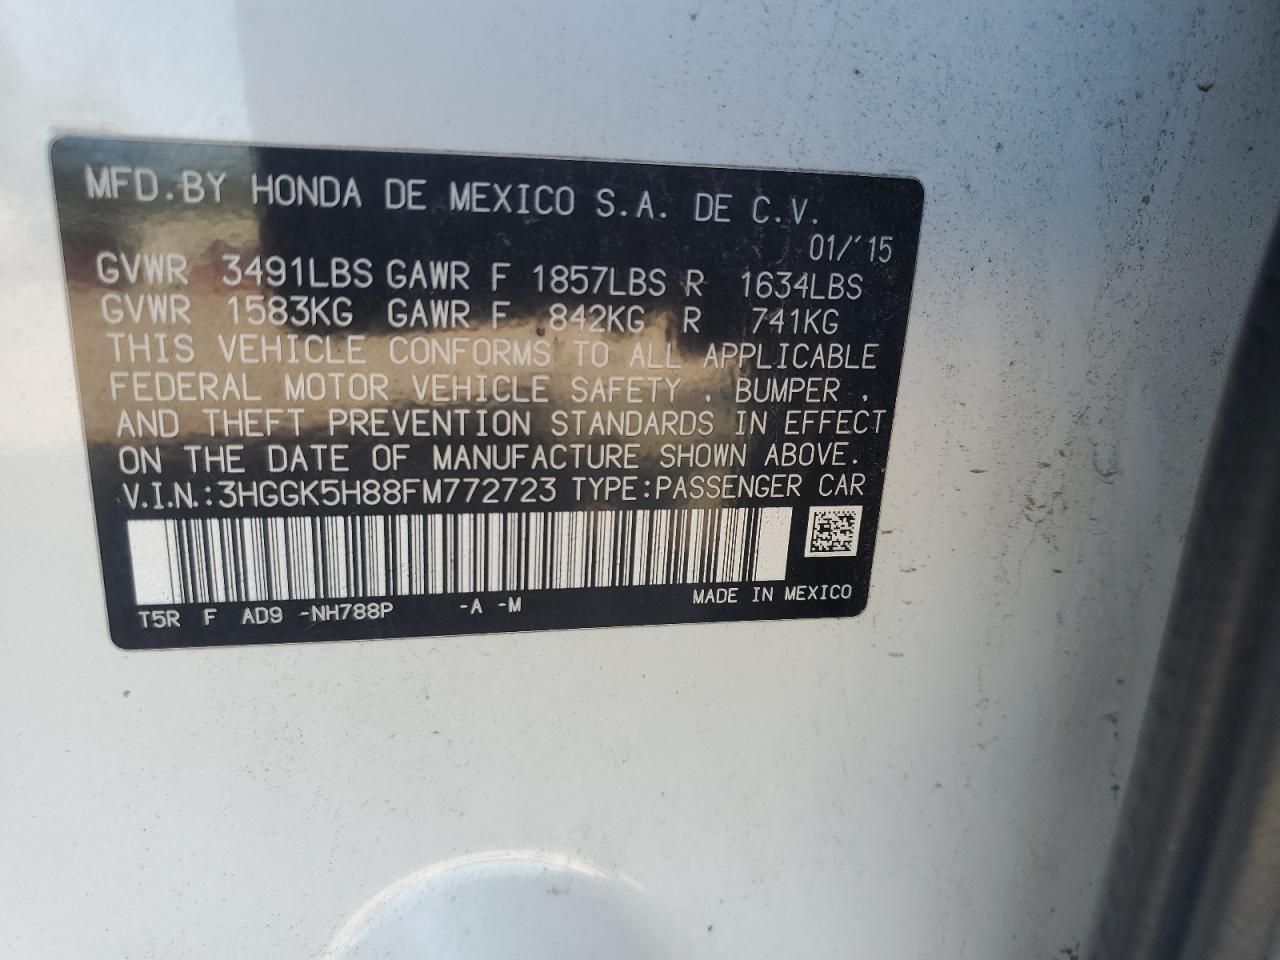 MFD.BY HONDA DE MEXICO S.A. DE C.V.
01/'15
GVWR 3491LBS GAWR F 1857LBS R 1634LBS
GVWR 1583KG GAWR F 842KG R 741KG
THIS VEHICLE CONFORMS TO ALL APPLICABLE
FEDERAL MOTOR VEHICLE SAFETY , BUMPER ,
AND THEFT PREVENTION STANDARDS IN EFFECT
ON THE DATE OF MANUFACTURE SHOWN ABOVE.
V.I.N.:3HGGK5H88FM772723 TYPE:PASSENGER CAR
T5R F AD9 -NH788P -A -M MADE IN MEXICO